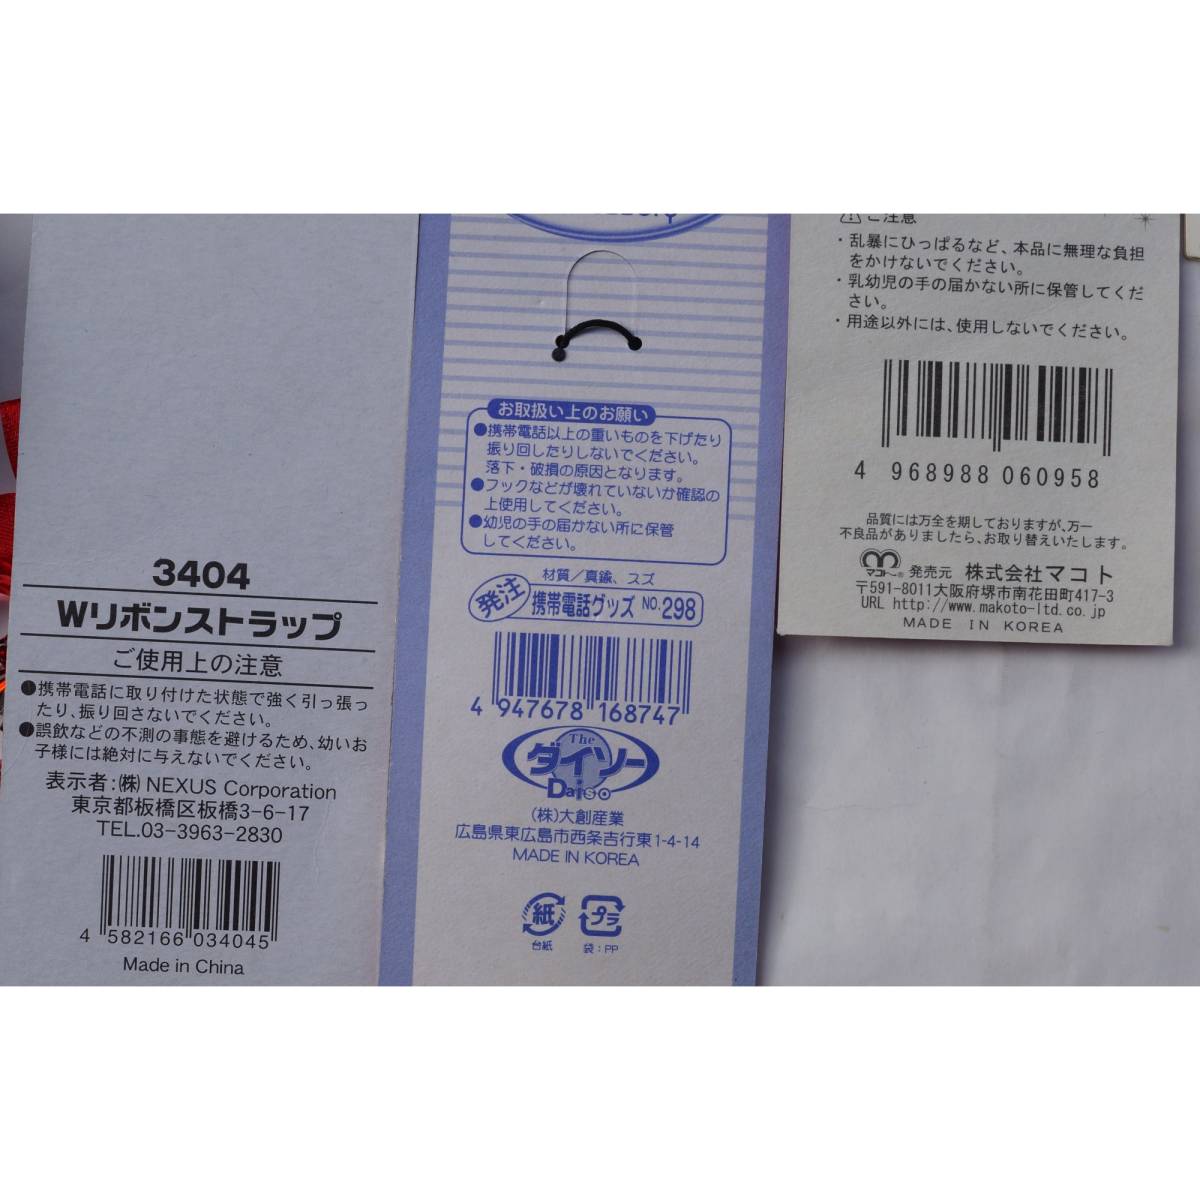 3404
Wリボンストラップ
ご使用上の注意
●携帯電話に取り付けた状態で強く引っ張っ
たり、振り回さないでください。
●誤飲などの不測の事態を避けるため、幼いお
子様には絶対に与えないでください。
表示者:㈱ NEXUS Corporation
東京都板橋区板橋3-6-17
TEL.03-3963-2830
4 582166 034045
Made in China
お取扱い上のお願い
●携帯電話以上の重いものを下げたり
振り回したりしないでください。
落下・破損の原因となります。
●フックなどが壊れていないか確認の
上使用してください。
●幼児の手の届かない所に保管
してください。
材質/真鍮、スズ
発注 携帯電話グッズ NO.298
4 947678 168747
The
ダイソー
Daiso
(株)大創産業
広島県東広島市西条吉行東1-4-14
MADE IN KOREA
紙 プラ
台紙 袋:PP
⚠ご注意
・乱暴にひっぱるなど、本品に無理な負担
をかけないでください。
・乳幼児の手の届かない所に保管してくだ
さい。
・用途以外には、使用しないでください。
4 968988 060958
品質には万全を期しておりますが、万一
不良品がありましたら、お取り替えいたします。
マコト® 発売元 株式会社マコト
〒591-8011大阪府堺市南花田町417-3
URL http://www.makoto-ltd.co.jp
MADE IN KOREA